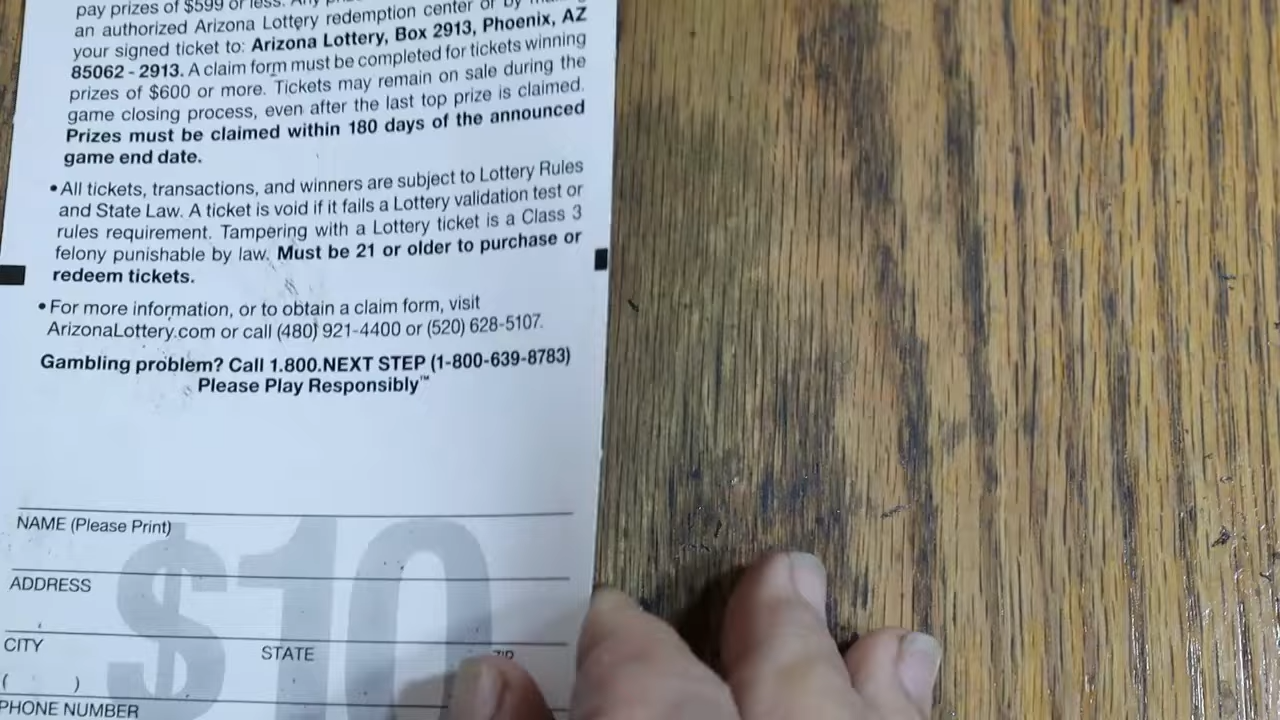 pay prizes of $599 or less. Any
an authorized Arizona Lottery redemption center or by
your signed ticket to: Arizona Lottery, Box 2913, Phoenix, AZ
85062 - 2913. A claim form must be completed for tickets winning
prizes of $600 or more. Tickets may remain on sale during the
game closing process, even after the last top prize is claimed.
Prizes must be claimed within 180 days of the announced
game end date.
• All tickets, transactions, and winners are subject to Lottery Rules
and State Law. A ticket is void if it fails a Lottery validation test or
rules requirement. Tampering with a Lottery ticket is a Class 3
felony punishable by law. Must be 21 or older to purchase or
redeem tickets.
• For more information, or to obtain a claim form, visit
ArizonaLottery.com or call (480) 921-4400 or (520) 628-5107.
Gambling problem? Call 1.800.NEXT STEP (1-800-639-8783)
Please Play Responsibly™
NAME (Please Print)
$10
ADDRESS
CITY STATE ZIP
( )
PHONE NUMBER